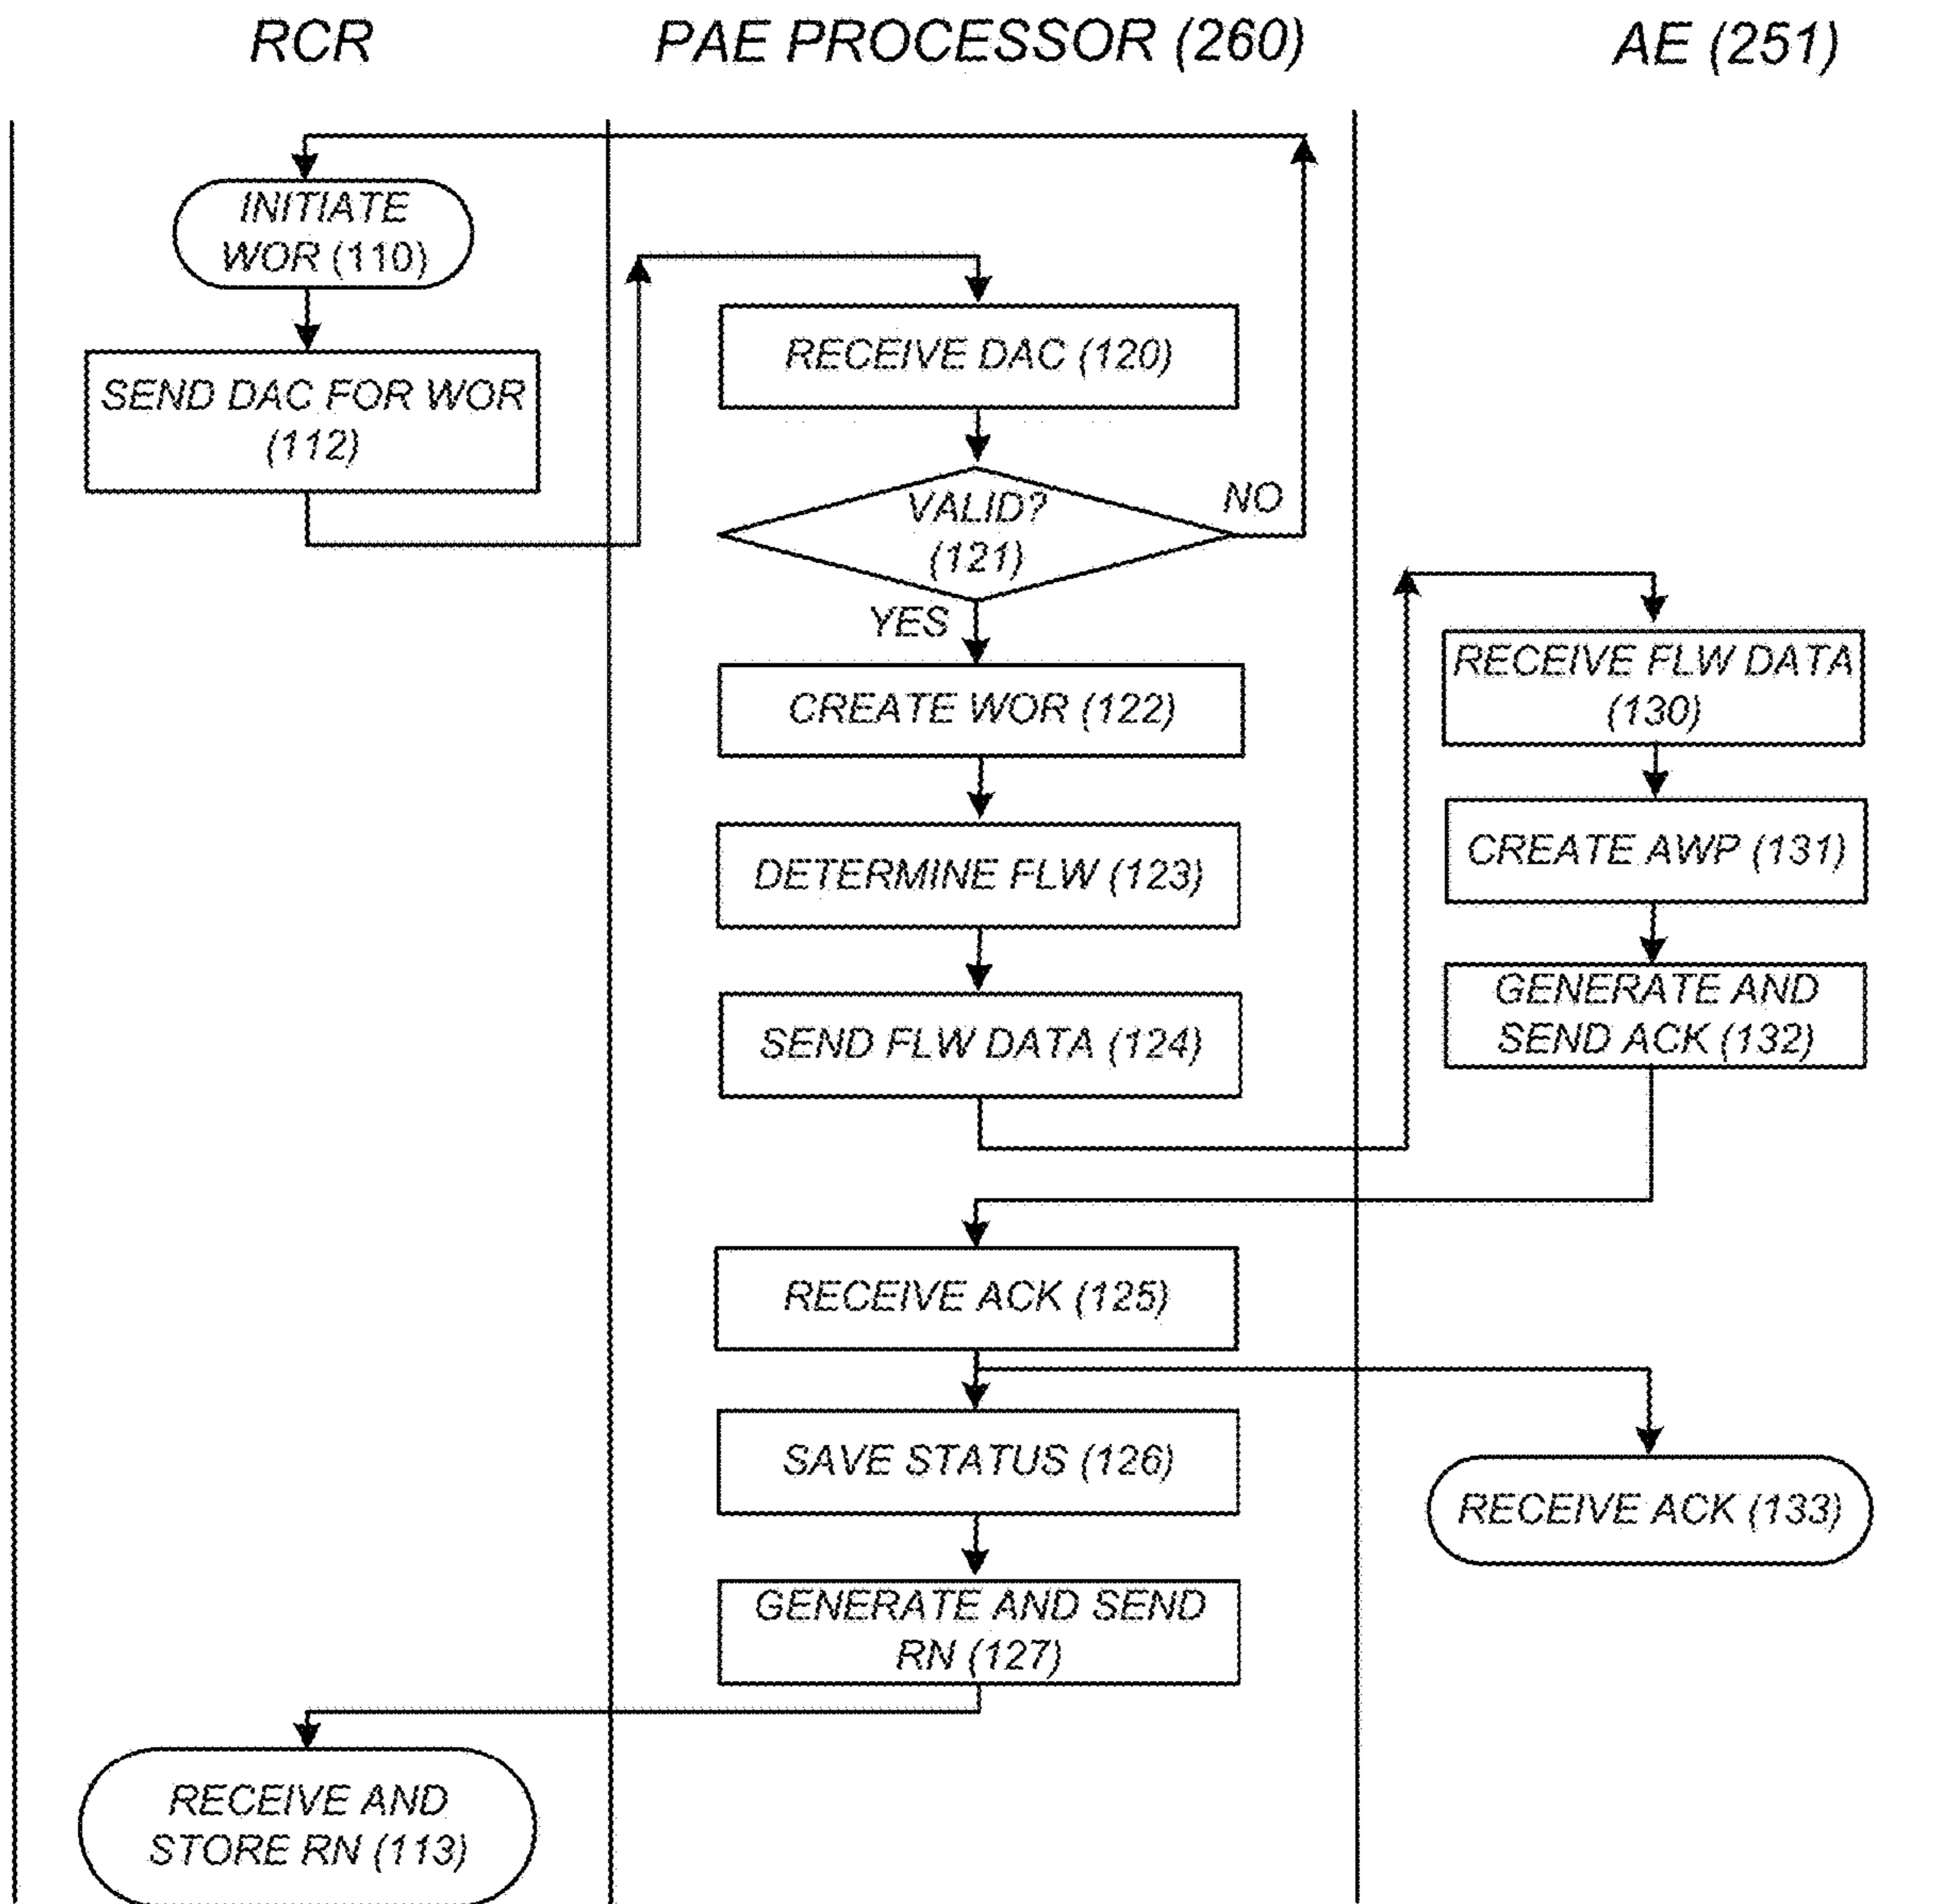 RCR
PAE PROCESSOR (260)
AE (251)
INITIATE
WOR (110)
SEND DAC FOR WOR
(112)
RECEIVE DAC (120)
VALID?
(121)
NO
YES
CREATE WOR (122)
DETERMINE FLW (123)
SEND FLW DATA (124)
RECEIVE FLW DATA
(130)
CREATE AWP (131)
GENERATE AND
SEND ACK (132)
RECEIVE ACK (125)
SAVE STATUS (126)
RECEIVE ACK (133)
GENERATE AND SEND
RN (127)
RECEIVE AND
STORE RN (113)